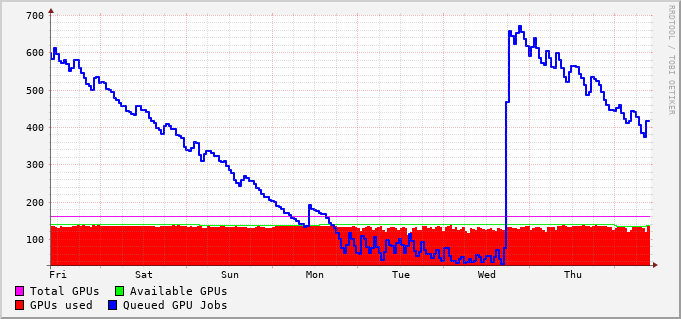 700
600
500
400
300
200
100
Fri Sat Sun Mon Tue Wed Thu
Total GPUs Available GPUs
GPUs used Queued GPU Jobs
RRDTOOL / TOBI OETIKER